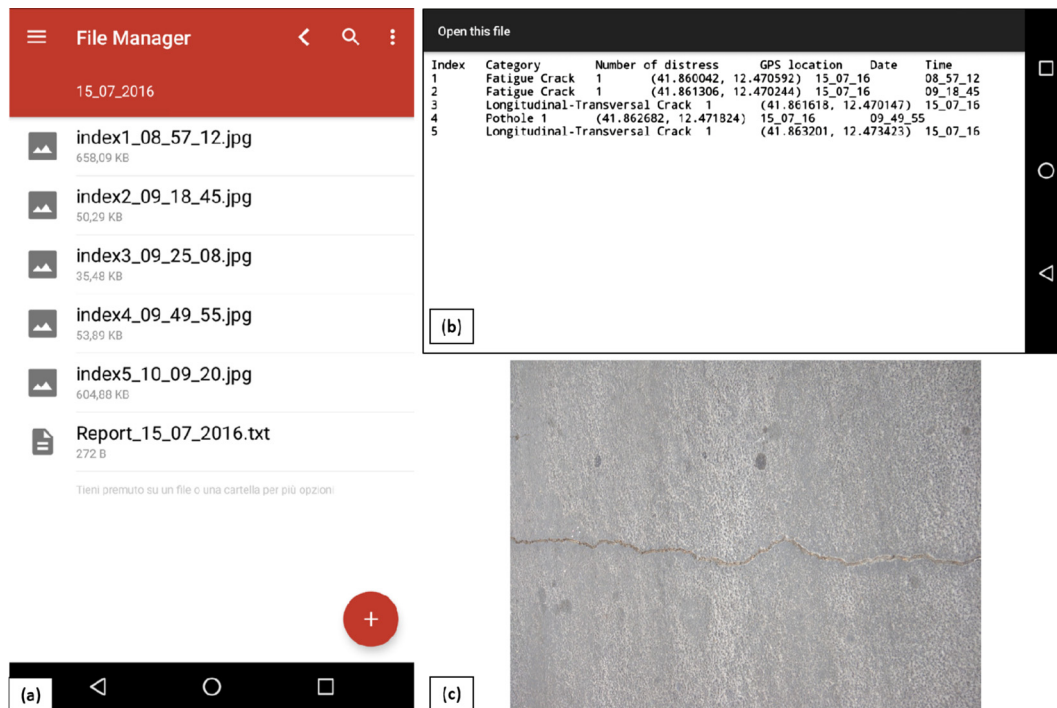 File Manager
15_07_2016
index1_08_57_12.jpg
658,09 KB
index2_09_18_45.jpg
50,29 KB
index3_09_25_08.jpg
35,48 KB
index4_09_49_55.jpg
53,89 KB
index5_10_09_20.jpg
604,88 KB
Report_15_07_2016.txt
272 B
Tieni premuto su un file o una cartella per più opzioni
(a)
Open this file
Index Category Number of distress GPS location Date Time
1 Fatigue Crack 1 (41.860042, 12.470592) 15_07_16 08_57_12
2 Fatigue Crack 1 (41.861306, 12.470244) 15_07_16 09_18_45
3 Longitudinal-Transversal Crack 1 (41.861618, 12.470147) 15_07_16
4 Pothole 1 (41.862682, 12.471824) 15_07_16 09_49_55
5 Longitudinal-Transversal Crack 1 (41.863201, 12.473423) 15_07_16
(b)
(c)